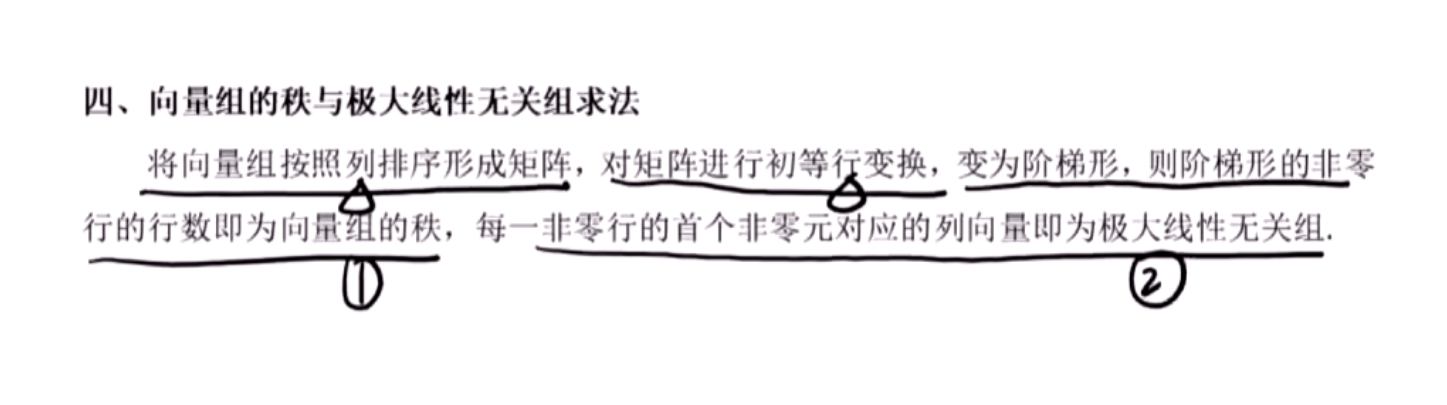 四、向量组的秩与极大线性无关组求法
将向量组按照列排序形成矩阵，对矩阵进行初等行变换，变为阶梯形，则阶梯形的非零
行的行数即为向量组的秩，每一非零行的首个非零元对应的列向量即为极大线性无关组.
① ②